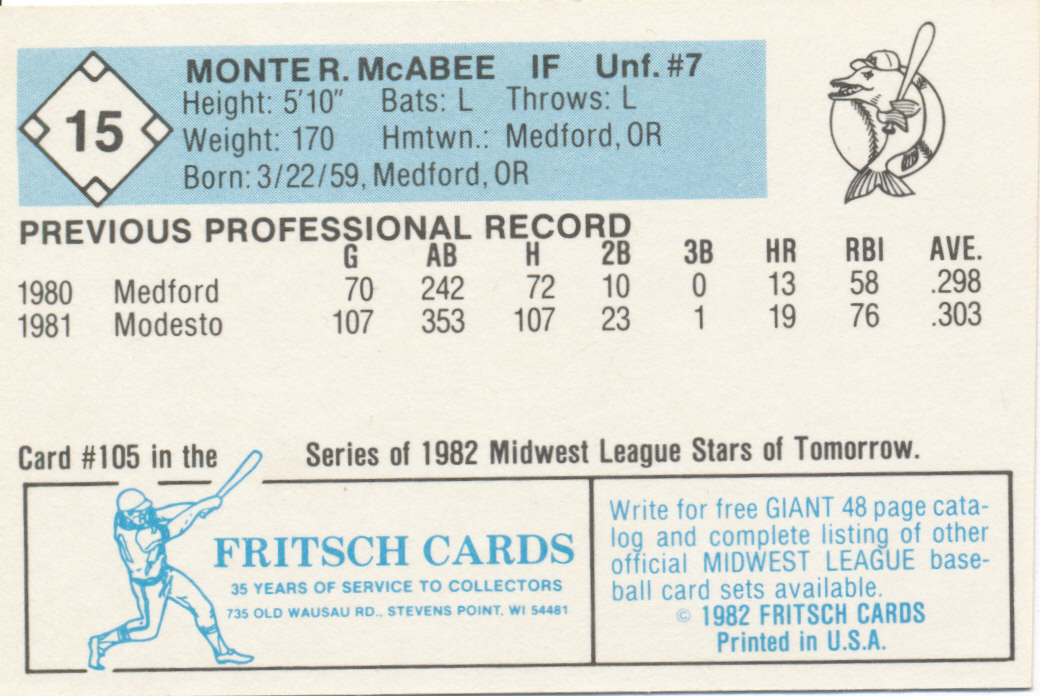 15
MONTE R. McABEE IF Unf. #7
Height: 5'10" Bats: L Throws: L
Weight: 170 Hmtwn.: Medford, OR
Born: 3/22/59, Medford, OR
PREVIOUS PROFESSIONAL RECORD
G AB H 2B 3B HR RBI AVE.
1980 Medford 70 242 72 10 0 13 58 .298
1981 Modesto 107 353 107 23 1 19 76 .303
Card #105 in the Series of 1982 Midwest League Stars of Tomorrow.
FRITSCH CARDS
35 YEARS OF SERVICE TO COLLECTORS
735 OLD WAUSAU RD., STEVENS POINT, WI 54481
Write for free GIANT 48 page cata-
log and complete listing of other
official MIDWEST LEAGUE base-
ball card sets available.
© 1982 FRITSCH CARDS
Printed in U.S.A.